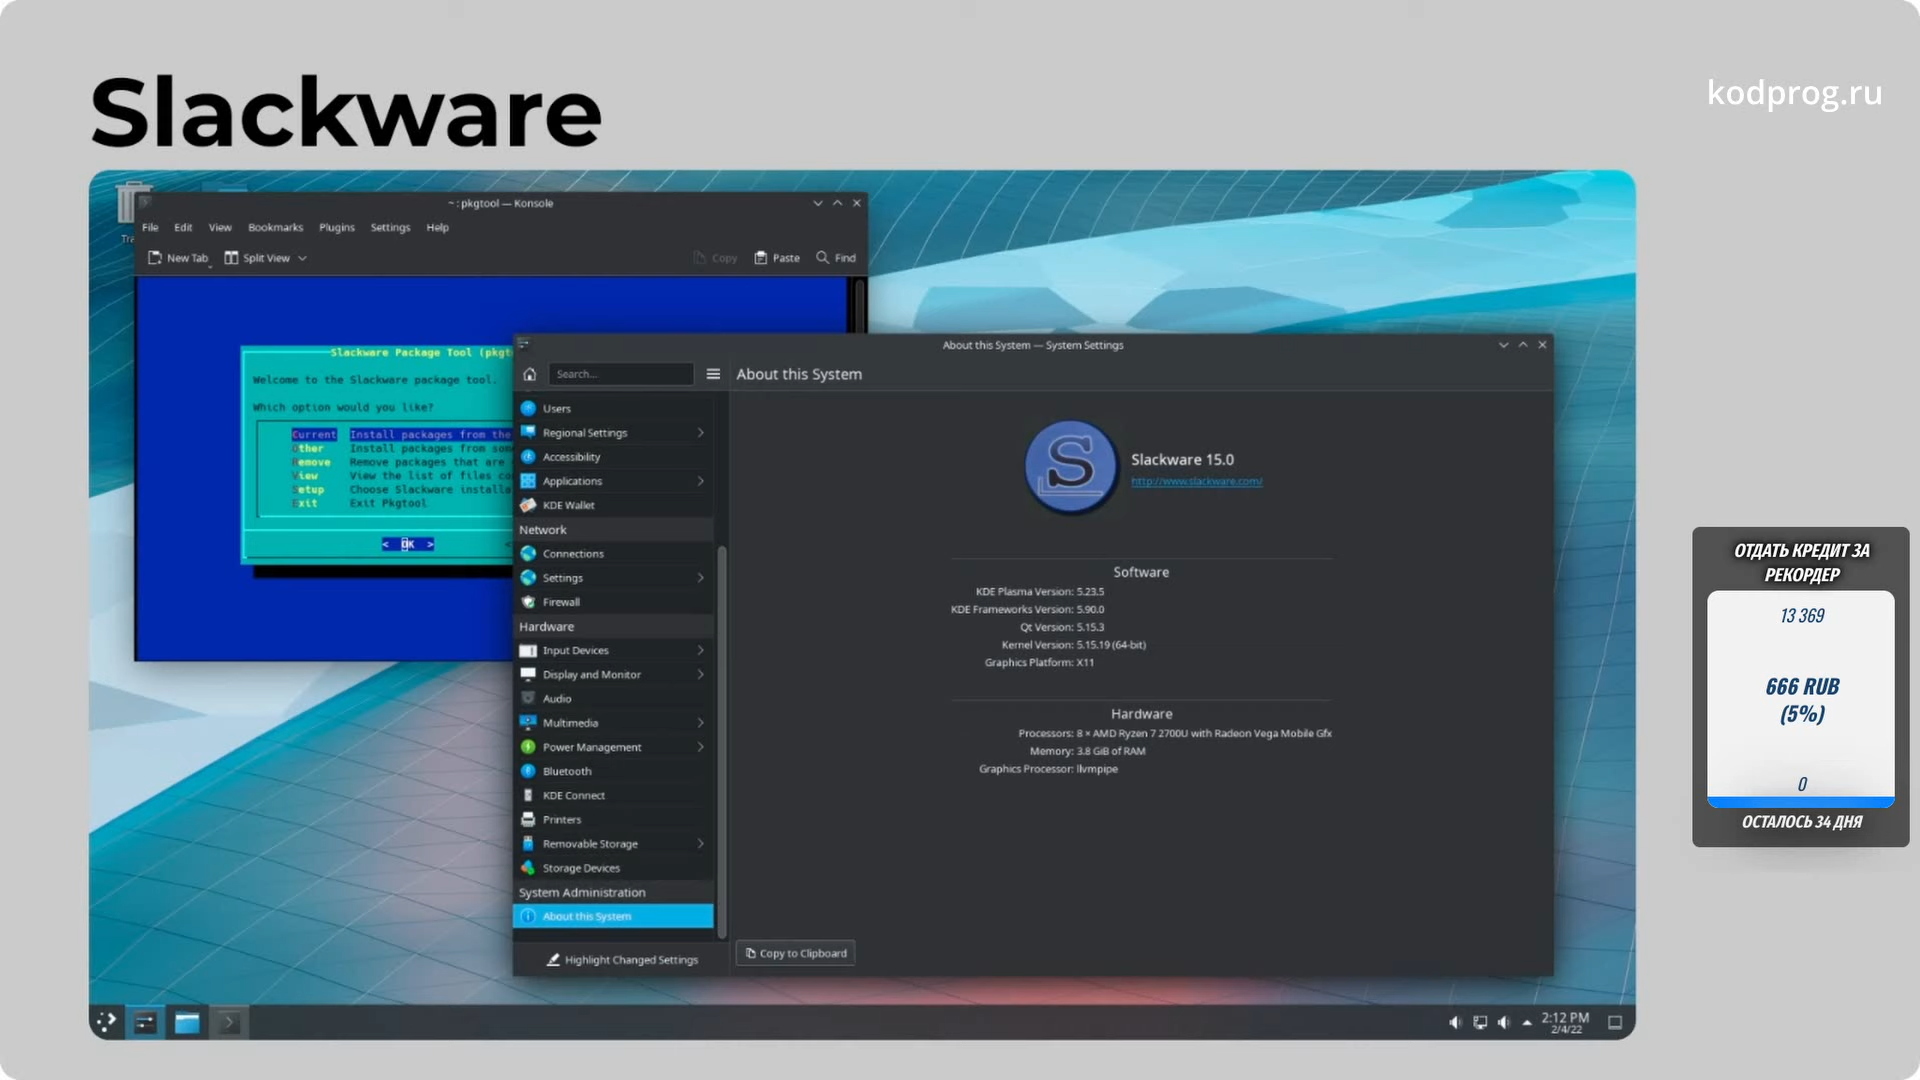 Slackware
kodprog.ru
~ : pkgtool — Konsole
File Edit View Bookmarks Plugins Settings Help
New Tab Split View Copy Paste Find
Slackware Package Tool
Welcome to the Slackware package tool.
Which option would you like?
Current Install packages from the
Other Install packages from
Remove Remove packages that are
View View the list of files
Setup Choose Slackware
Exit Exit Pkgtool
< OK >
About this System — System Settings
Search...
About this System
Users
Regional Settings
Accessibility
Applications
KDE Wallet
Network
Connections
Settings
Firewall
Hardware
Input Devices
Display and Monitor
Audio
Multimedia
Power Management
Bluetooth
KDE Connect
Printers
Removable Storage
Storage Devices
System Administration
About this System
Highlight Changed Settings
Slackware 15.0
http://www.slackware.com/
Software
KDE Plasma Version: 5.23.5
KDE Frameworks Version: 5.90.0
Qt Version: 5.15.3
Kernel Version: 5.15.19 (64-bit)
Graphics Platform: X11
Hardware
Processors: 8 × AMD Ryzen 7 2700U with Radeon Vega Mobile Gfx
Memory: 3.8 GiB of RAM
Graphics Processor: llvmpipe
Copy to Clipboard
2:12 PM
2/4/22
ОТДАТЬ КРЕДИТ ЗА
РЕКОРДЕР
13 369
666 RUB
(5%)
0
ОСТАЛОСЬ 34 ДНЯ